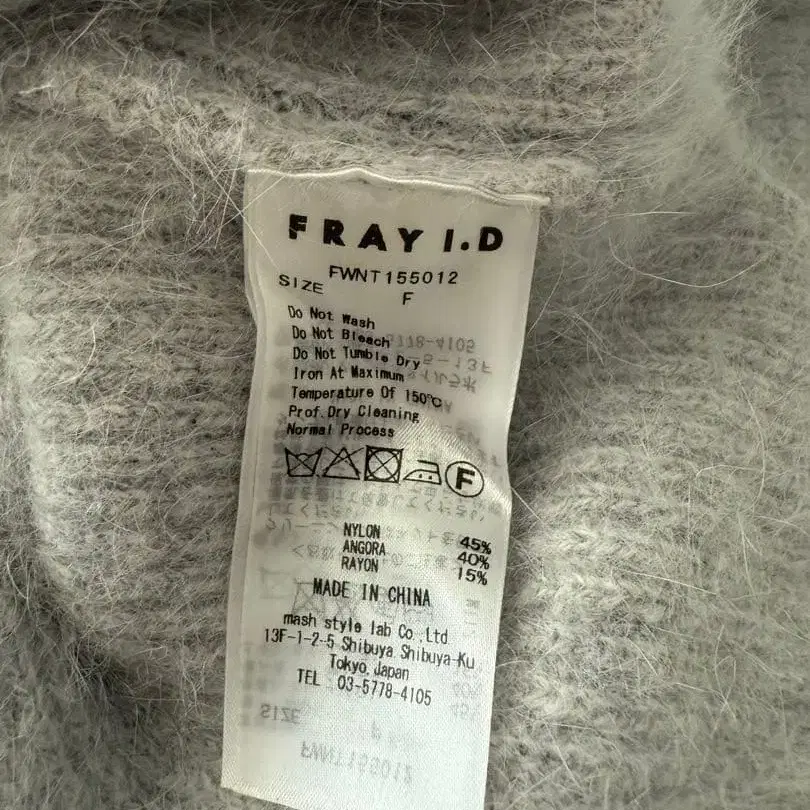 FRAY I.D
FWNT155012
SIZE F
Do Not Wash
Do Not Bleach
Do Not Tumble Dry
Iron At Maximum
Temperature Of 150℃
Prof.Dry Cleaning
Normal Process
F
NYLON 45%
ANGORA 40%
RAYON 15%
MADE IN CHINA
mash style lab Co.,Ltd
13F-1-2-5 Shibuya Shibuya-Ku
Tokyo Japan
TEL 03-5778-4105